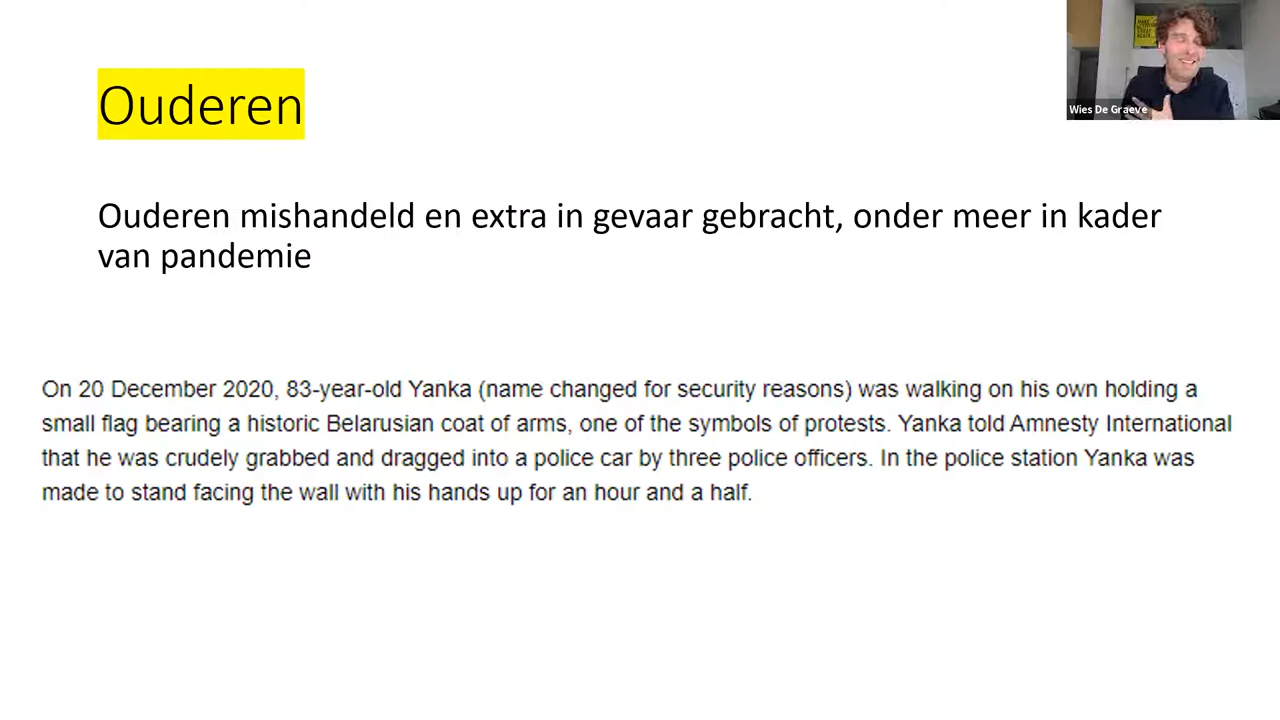 Ouderen
Wies De Graeve
Ouderen mishandeld en extra in gevaar gebracht, onder meer in kader
van pandemie
On 20 December 2020, 83-year-old Yanka (name changed for security reasons) was walking on his own holding a
small flag bearing a historic Belarusian coat of arms, one of the symbols of protests. Yanka told Amnesty International
that he was crudely grabbed and dragged into a police car by three police officers. In the police station Yanka was
made to stand facing the wall with his hands up for an hour and a half.